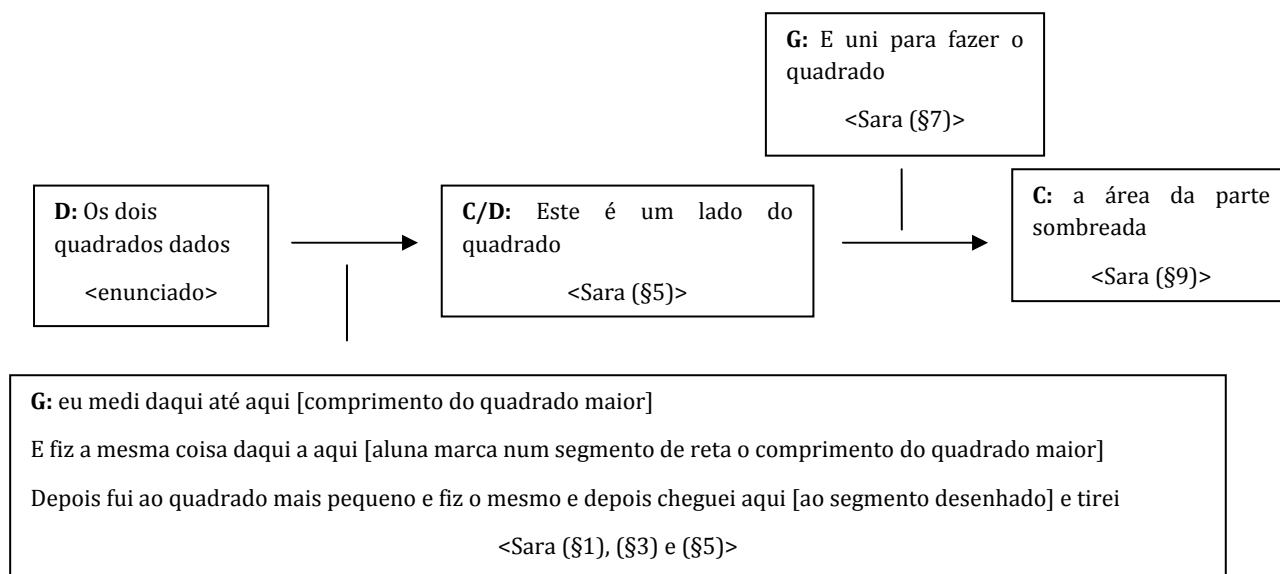 G: E uni para fazer o
quadrado
<Sara (§7)>
D: Os dois
quadrados dados
<enunciado>
C/D: Este é um lado do
quadrado
<Sara (§5)>
C: a área da parte
sombreada
<Sara (§9)>
G: eu medi daqui até aqui [comprimento do quadrado maior]
E fiz a mesma coisa daqui a aqui [aluna marca num segmento de reta o comprimento do quadrado maior]
Depois fui ao quadrado mais pequeno e fiz o mesmo e depois cheguei aqui [ao segmento desenhado] e tirei
<Sara (§1), (§3) e (§5)>